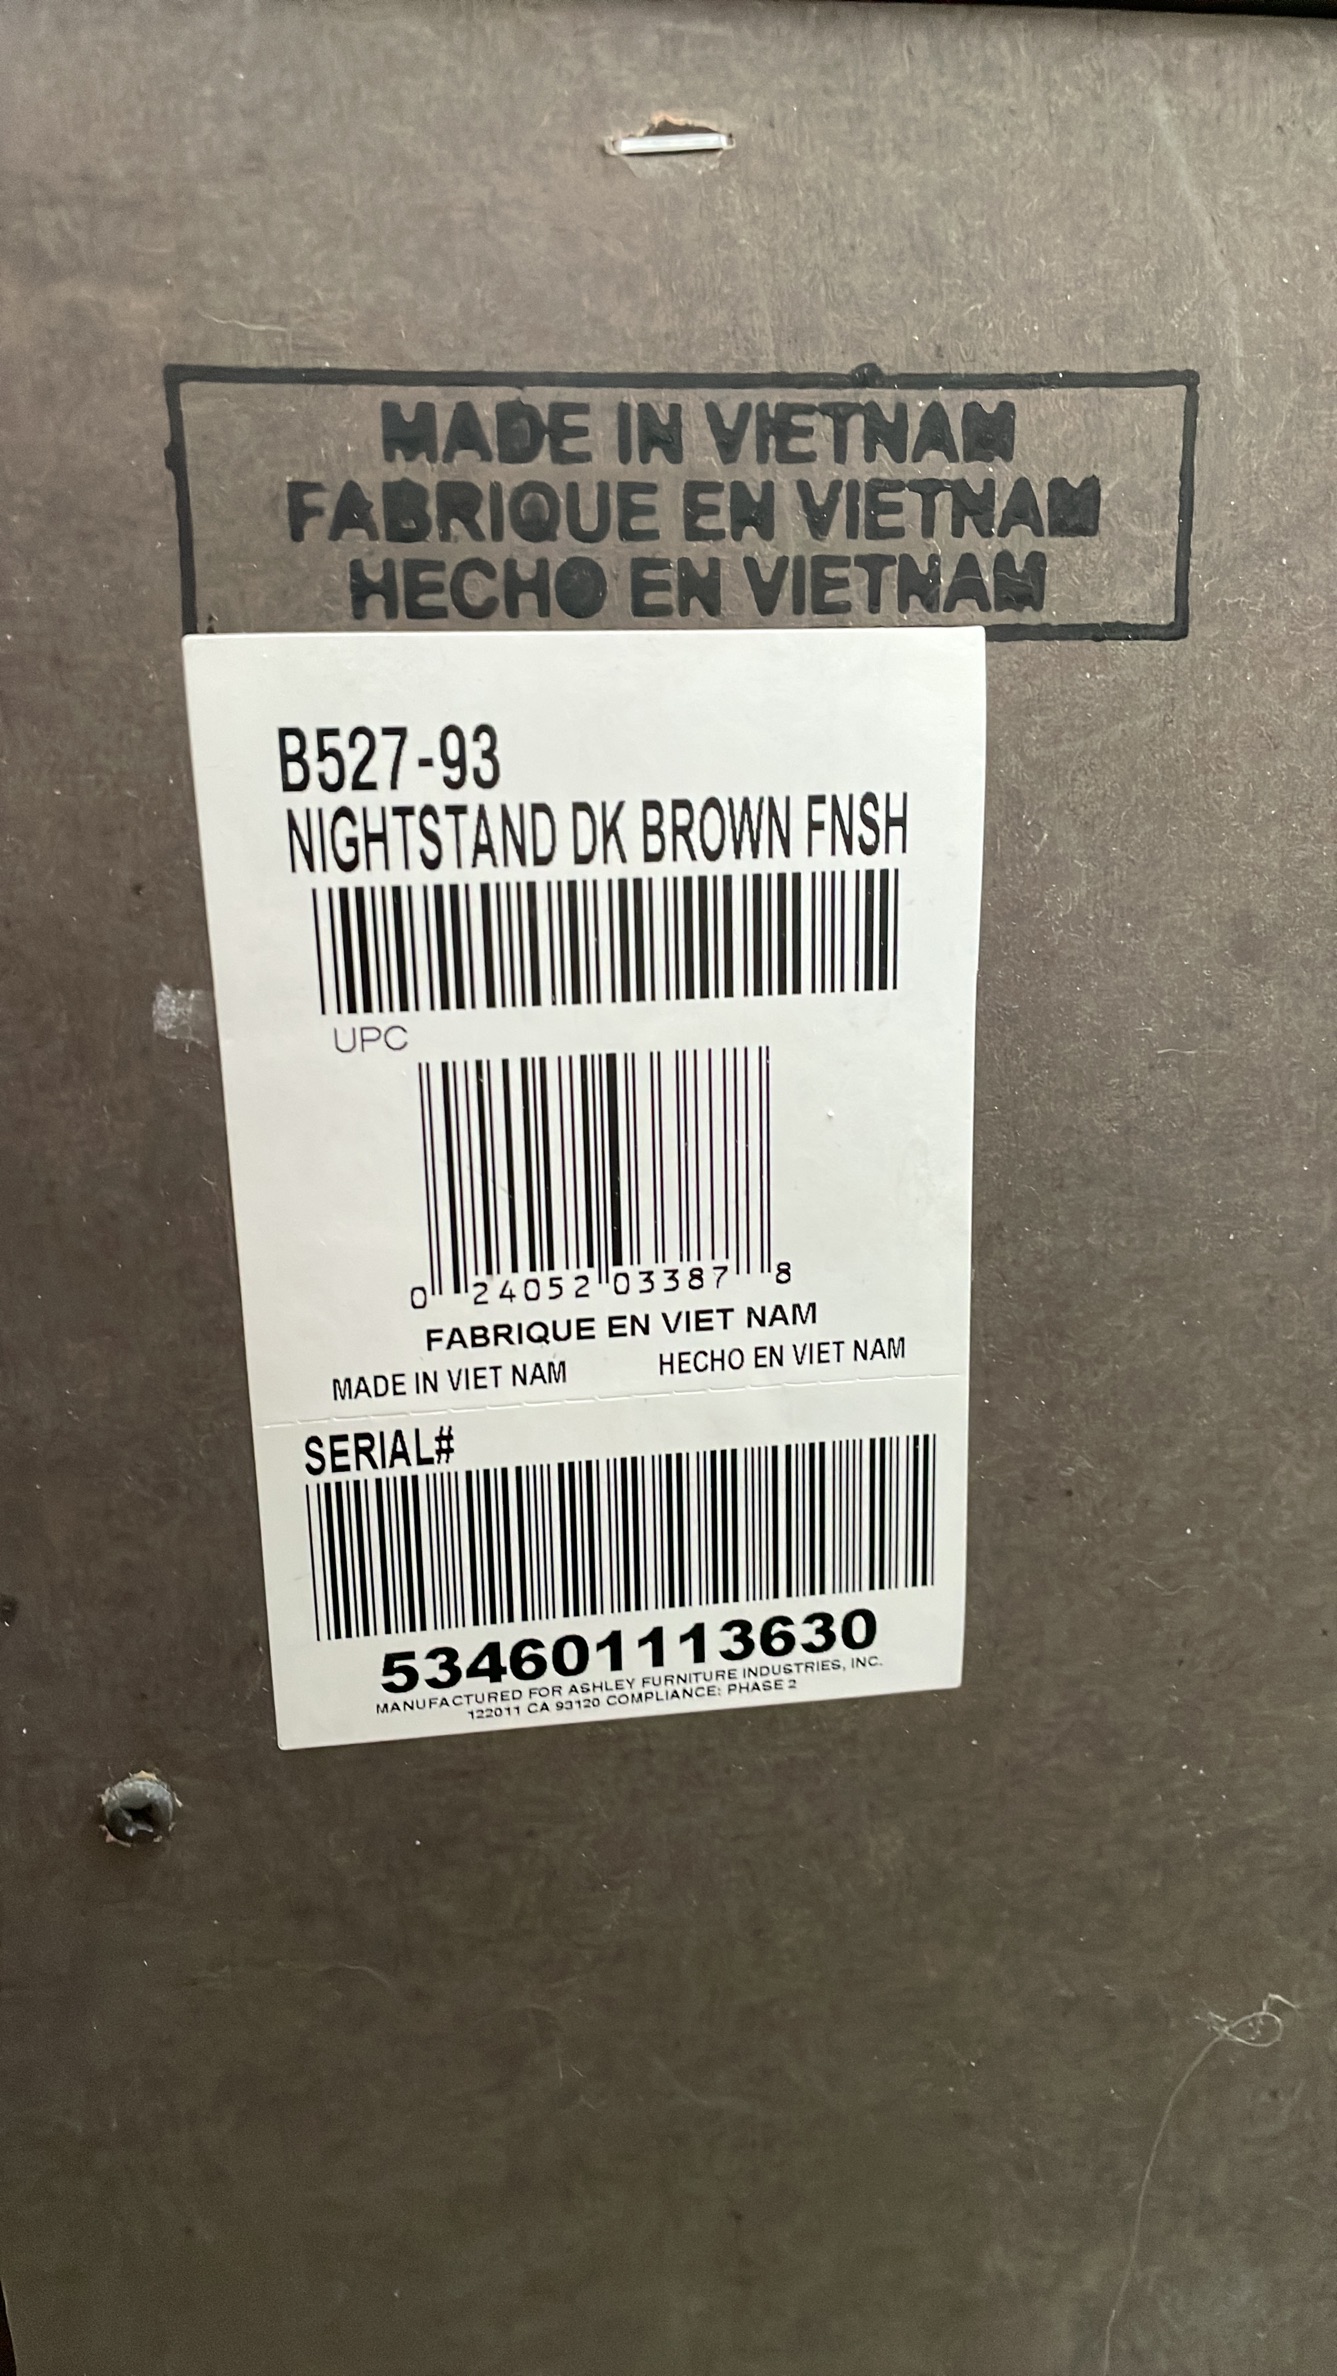 MADE IN VIETNAM
FABRIQUE EN VIETNAM
HECHO EN VIETNAM
B527-93
NIGHTSTAND DK BROWN FNSH
UPC
0 24052 03387 8
FABRIQUE EN VIET NAM
MADE IN VIET NAM HECHO EN VIET NAM
SERIAL#
534601113630
MANUFACTURED FOR ASHLEY FURNITURE INDUSTRIES, INC.
122011 CA 93120 COMPLIANCE: PHASE 2